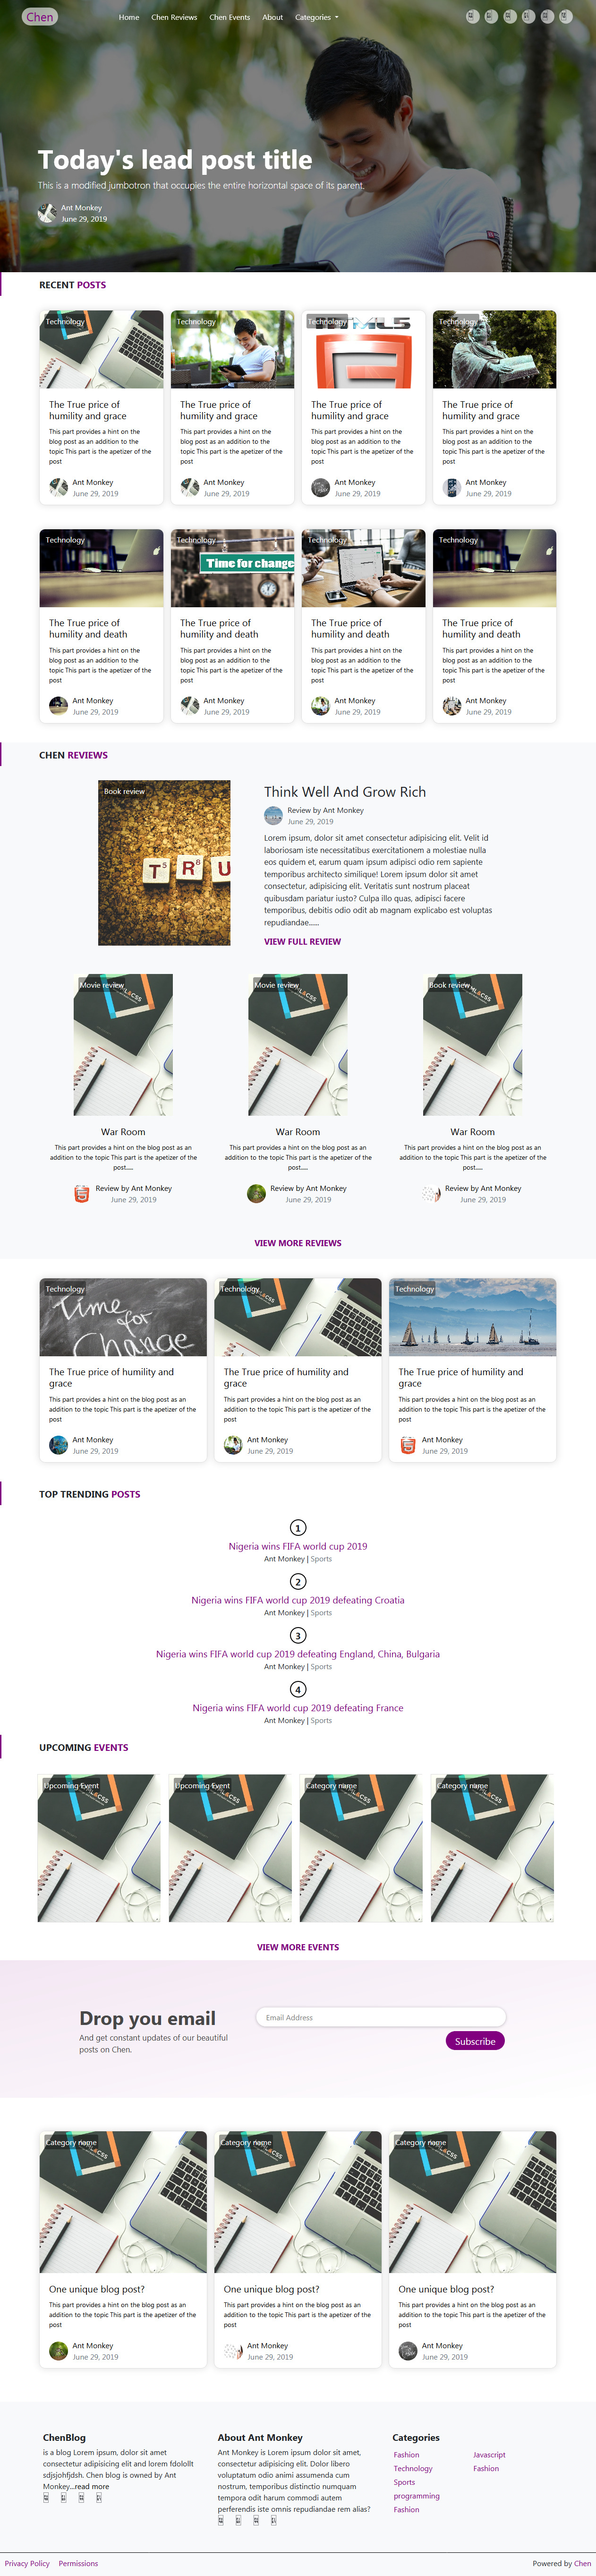 Chen
Home
Chen Reviews
Chen Events
About
Categories
Today's lead post title
This is a modified jumbotron that occupies the entire horizontal space of its parent.
Ant Monkey
June 29, 2019
RECENT POSTS
Technology
Technology
Technology
Technology
The True price of
humility and grace
This part provides a hint on the
blog post as an addition to the
topic This part is the apetizer of the
post
Ant Monkey
June 29, 2019
The True price of
humility and grace
This part provides a hint on the
blog post as an addition to the
topic This part is the apetizer of the
post
Ant Monkey
June 29, 2019
The True price of
humility and grace
This part provides a hint on the
blog post as an addition to the
topic This part is the apetizer of the
post
Ant Monkey
June 29, 2019
The True price of
humility and grace
This part provides a hint on the
blog post as an addition to the
topic This part is the apetizer of the
post
Ant Monkey
June 29, 2019
Technology
Technology
Time for change
Technology
Technology
The True price of
humility and death
This part provides a hint on the
blog post as an addition to the
topic This part is the apetizer of the
post
Ant Monkey
June 29, 2019
The True price of
humility and death
This part provides a hint on the
blog post as an addition to the
topic This part is the apetizer of the
post
Ant Monkey
June 29, 2019
The True price of
humility and death
This part provides a hint on the
blog post as an addition to the
topic This part is the apetizer of the
post
Ant Monkey
June 29, 2019
The True price of
humility and death
This part provides a hint on the
blog post as an addition to the
topic This part is the apetizer of the
post
Ant Monkey
June 29, 2019
CHEN REVIEWS
Book review
T5 R8 U
Think Well And Grow Rich
Review by Ant Monkey
June 29, 2019
Lorem ipsum, dolor sit amet consectetur adipisicing elit. Velit id
laboriosam iste necessitatibus exercitationem a molestiae nulla
eos quidem et, earum quam ipsum adipisci odio rem sapiente
temporibus architecto similique! Lorem ipsum dolor sit amet
consectetur, adipisicing elit. Veritatis sunt nostrum placeat
quibusdam pariatur iusto? Culpa illo quas, adipisci facere
temporibus, debitis odio odit ab magnam explicabo est voluptas
repudiandae......
VIEW FULL REVIEW
Movie review
Movie review
Book review
War Room
This part provides a hint on the blog post as an
addition to the topic This part is the apetizer of the
post.....
Review by Ant Monkey
June 29, 2019
War Room
This part provides a hint on the blog post as an
addition to the topic This part is the apetizer of the
post.....
Review by Ant Monkey
June 29, 2019
War Room
This part provides a hint on the blog post as an
addition to the topic This part is the apetizer of the
post.....
Review by Ant Monkey
June 29, 2019
VIEW MORE REVIEWS
Technology
Time for Change
Technology
Technology
The True price of humility and
grace
This part provides a hint on the blog post as an
addition to the topic This part is the apetizer of the
post
Ant Monkey
June 29, 2019
The True price of humility and
grace
This part provides a hint on the blog post as an
addition to the topic This part is the apetizer of the
post
Ant Monkey
June 29, 2019
The True price of humility and
grace
This part provides a hint on the blog post as an
addition to the topic This part is the apetizer of the
post
Ant Monkey
June 29, 2019
TOP TRENDING POSTS
1
Nigeria wins FIFA world cup 2019
Ant Monkey | Sports
2
Nigeria wins FIFA world cup 2019 defeating Croatia
Ant Monkey | Sports
3
Nigeria wins FIFA world cup 2019 defeating England, China, Bulgaria
Ant Monkey | Sports
4
Nigeria wins FIFA world cup 2019 defeating France
Ant Monkey | Sports
UPCOMING EVENTS
Upcoming Event
Upcoming Event
Category name
Category name
VIEW MORE EVENTS
Drop you email
And get constant updates of our beautiful
posts on Chen.
Email Address
Subscribe
Category name
Category name
Category name
One unique blog post?
This part provides a hint on the blog post as an
addition to the topic This part is the apetizer of the
post
Ant Monkey
June 29, 2019
One unique blog post?
This part provides a hint on the blog post as an
addition to the topic This part is the apetizer of the
post
Ant Monkey
June 29, 2019
One unique blog post?
This part provides a hint on the blog post as an
addition to the topic This part is the apetizer of the
post
Ant Monkey
June 29, 2019
ChenBlog
is a blog Lorem ipsum, dolor sit amet
consectetur adipisicing elit and lorem fdolollt
sdjsjohfjdsh. Chen blog is owned by Ant
Monkey...read more
About Ant Monkey
Ant Monkey is Lorem ipsum dolor sit amet,
consectetur adipisicing elit. Dolor libero
voluptatum odio animi assumenda cum
nostrum, temporibus distinctio numquam
tempora odit harum commodi autem
perferendis iste omnis repudiandae rem alias?
Categories
Fashion
Technology
Sports
programming
Fashion
Javascript
Fashion
Privacy Policy
Permissions
Powered by Chen